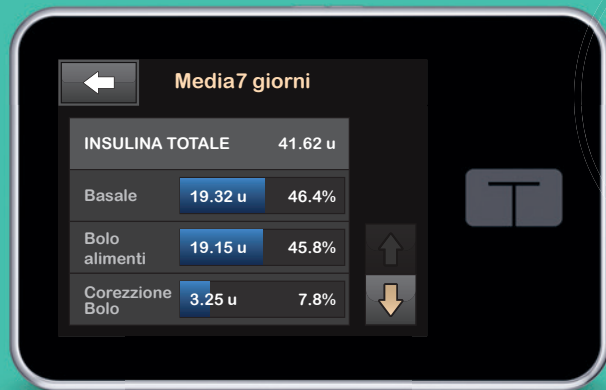 Media7 giorni
INSULINA TOTALE 41.62 u
Basale 19.32 u 46.4%
Bolo
alimenti 19.15 u 45.8%
Corezzione
Bolo 3.25 u 7.8%